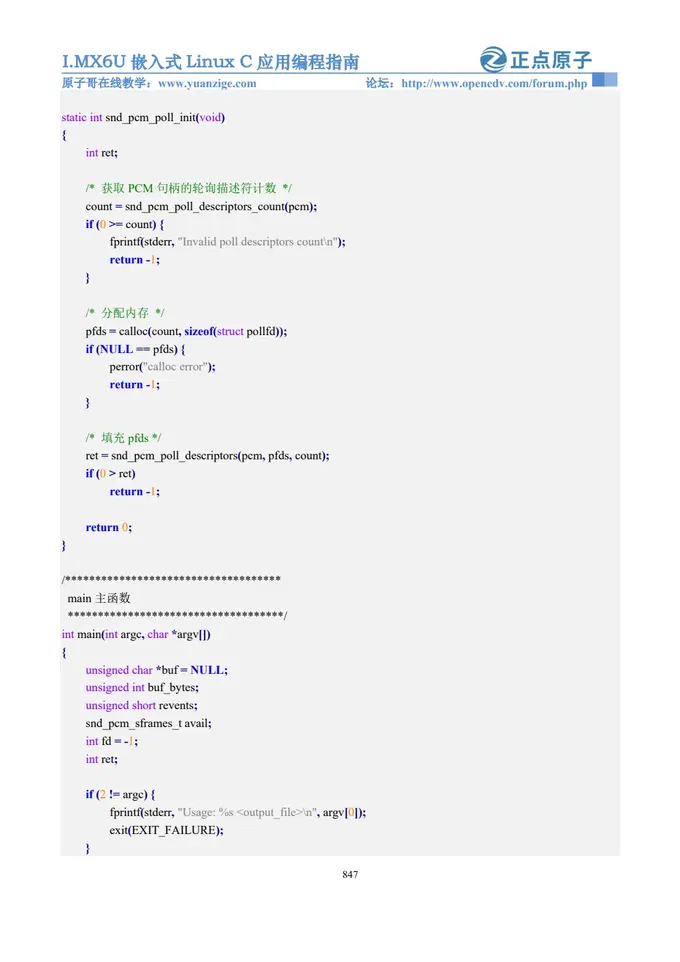 I.MX6U 嵌入式 Linux C 应用编程指南
正点原子
原子哥在线教学：www.yuanzige.com 论坛：http://www.openedv.com/forum.php
static int snd_pcm_poll_init(void)
{
int ret;
/* 获取 PCM 句柄的轮询描述符计数 */
count = snd_pcm_poll_descriptors_count(pcm);
if (0 >= count) {
fprintf(stderr, "Invalid poll descriptors count\n");
return -1;
}
/* 分配内存 */
pfds = calloc(count, sizeof(struct pollfd));
if (NULL == pfds) {
perror("calloc error");
return -1;
}
/* 填充 pfds */
ret = snd_pcm_poll_descriptors(pcm, pfds, count);
if (0 > ret)
return -1;
return 0;
}
/************************************
main 主函数
************************************/
int main(int argc, char *argv[])
{
unsigned char *buf = NULL;
unsigned int buf_bytes;
unsigned short revents;
snd_pcm_sframes_t avail;
int fd = -1;
int ret;
if (2 != argc) {
fprintf(stderr, "Usage: %s <output_file>\n", argv[0]);
exit(EXIT_FAILURE);
}
847